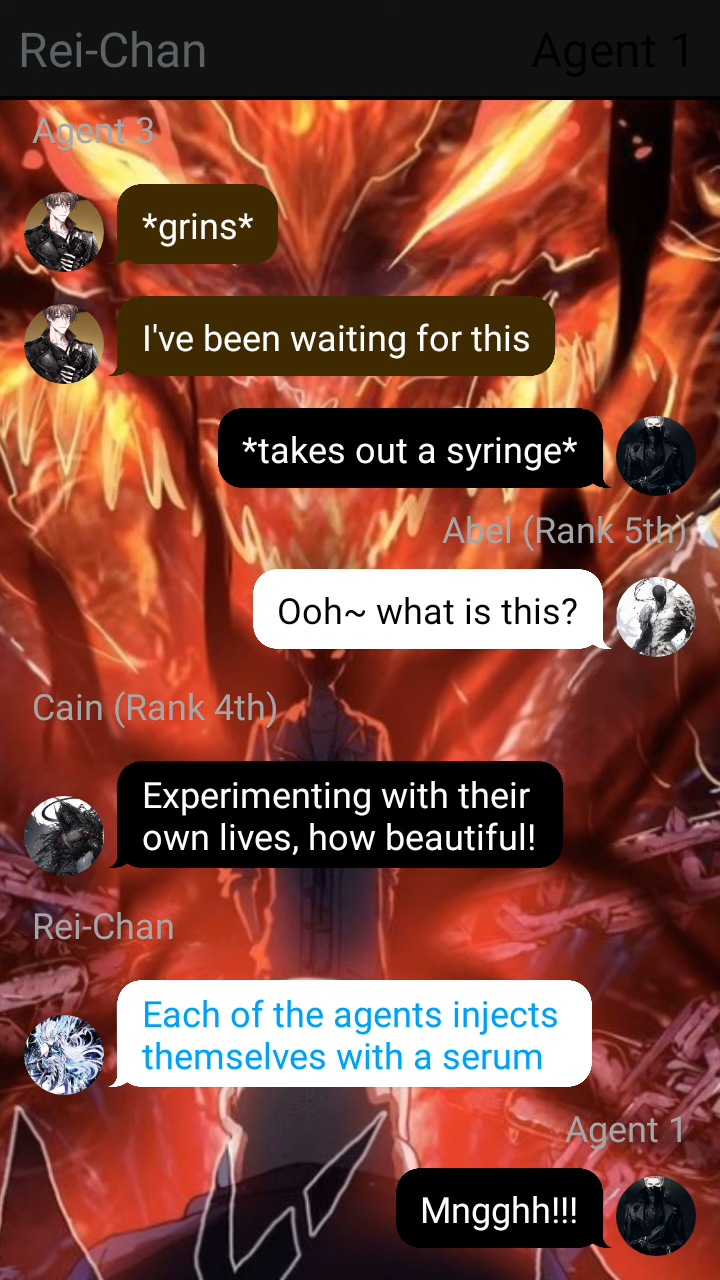 Rei-Chan
Agent 1
Agent 3
*grins*
I've been waiting for this
*takes out a syringe*
Abel (Rank 5th)
Ooh~ what is this?
Cain (Rank 4th)
Experimenting with their
own lives, how beautiful!
Rei-Chan
Each of the agents injects
themselves with a serum
Agent 1
Mngghh!!!